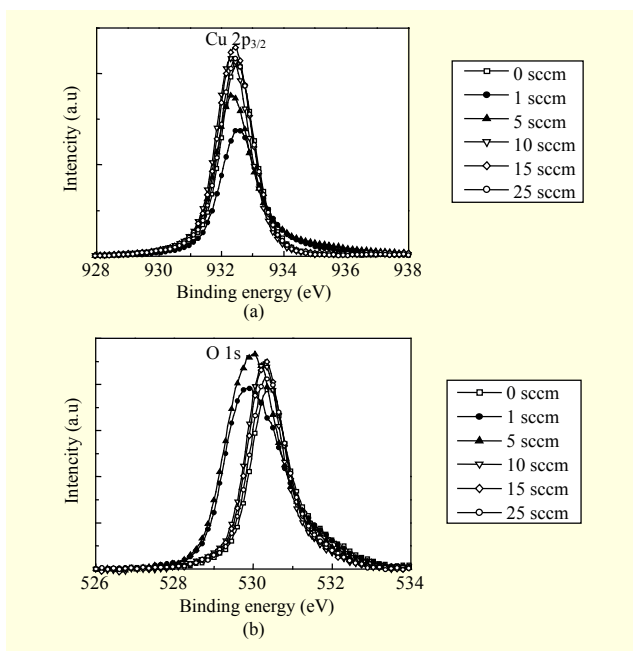 Cu 2p3/2
Intencity (a.u)
0 sccm
1 sccm
5 sccm
10 sccm
15 sccm
25 sccm
928 930 932 934 936 938
Binding energy (eV)
(a)
O 1s
Intencity (a.u)
0 sccm
1 sccm
5 sccm
10 sccm
15 sccm
25 sccm
526 528 530 532 534
Binding energy (eV)
(b)